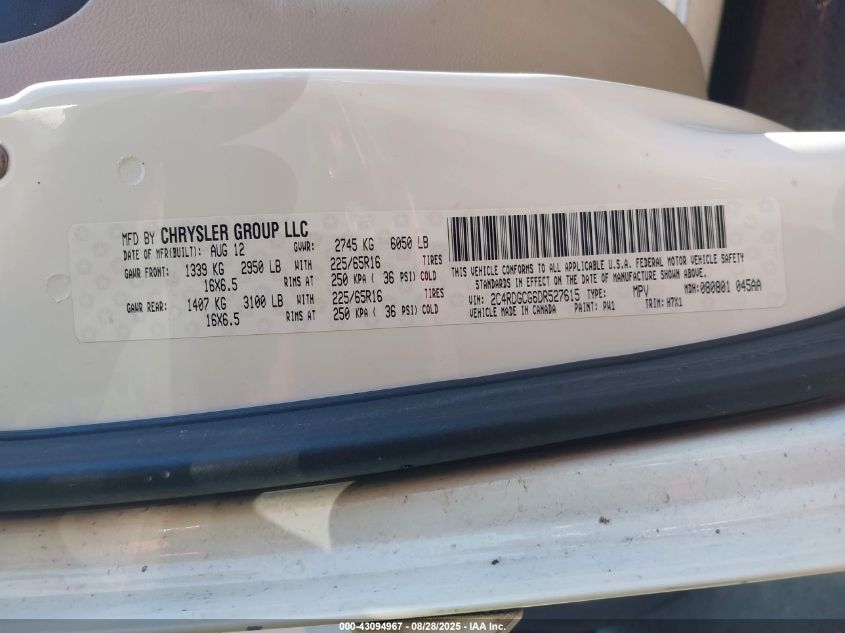 MFD BY CHRYSLER GROUP LLC
DATE OF MFR(BUILT): AUG 12 GVWR: 2745 KG 6050 LB
GAWR FRONT: 1339 KG 2950 LB WITH 225/65R16 TIRES
16X6.5 RIMS AT 250 KPA ( 36 PSI) COLD
GAWR REAR: 1407 KG 3100 LB WITH 225/65R16 TIRES
16X6.5 RIMS AT 250 KPA ( 36 PSI) COLD
THIS VEHICLE CONFORMS TO ALL APPLICABLE U.S.A. FEDERAL MOTOR VEHICLE SAFETY
STANDARDS IN EFFECT ON THE DATE OF MANUFACTURE SHOWN ABOVE.
VIN: 2C4RDGCG6DR527615 TYPE: MPV MDH: 080801 045AA
VEHICLE MADE IN CANADA PAINT: PW1 TRIM: H7X1
000-43094967 - 08/28/2025 - IAA Inc.